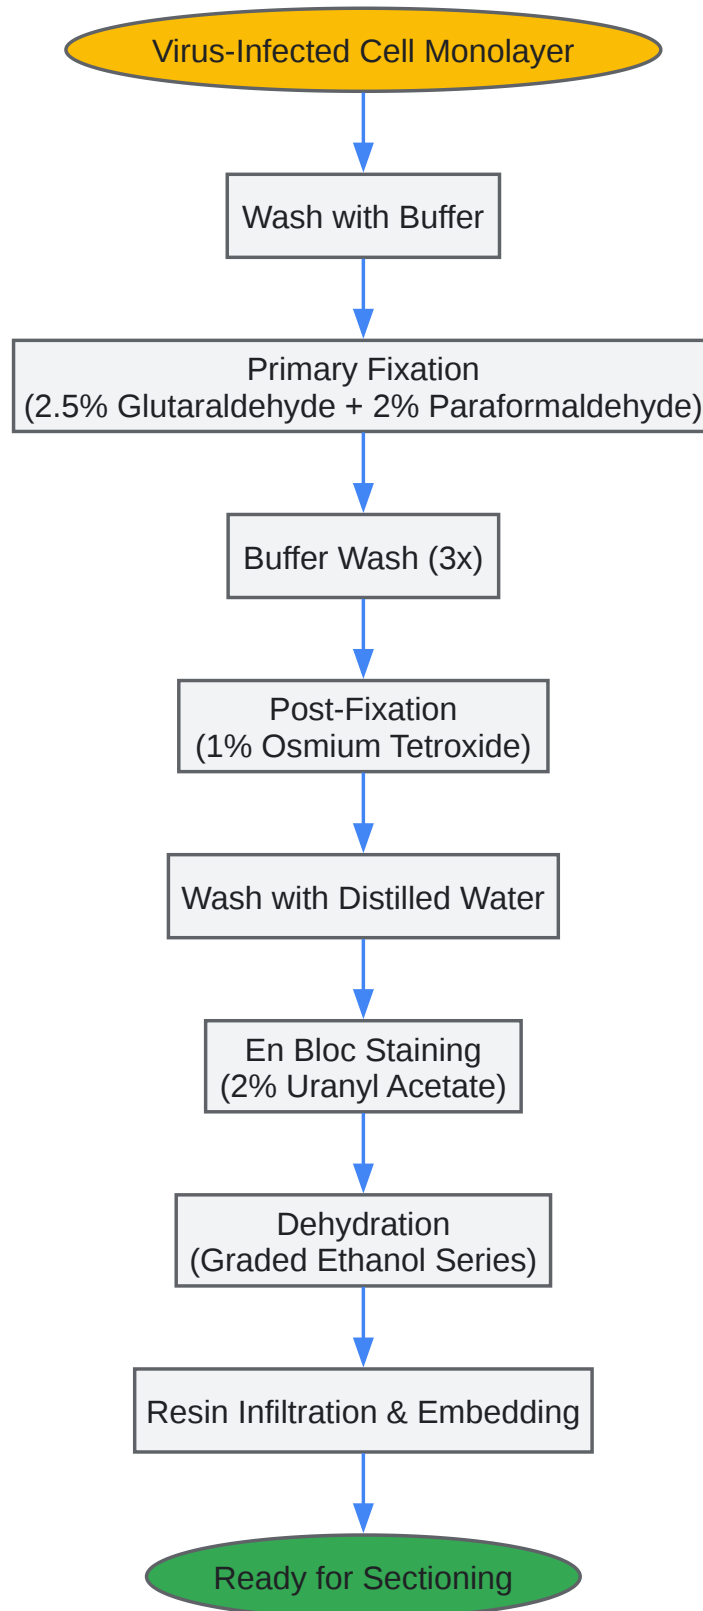 Virus-Infected Cell Monolayer
Wash with Buffer
Primary Fixation
(2.5% Glutaraldehyde + 2% Paraformaldehyde)
Buffer Wash (3x)
Post-Fixation
(1% Osmium Tetroxide)
Wash with Distilled Water
En Bloc Staining
(2% Uranyl Acetate)
Dehydration
(Graded Ethanol Series)
Resin Infiltration & Embedding
Ready for Sectioning